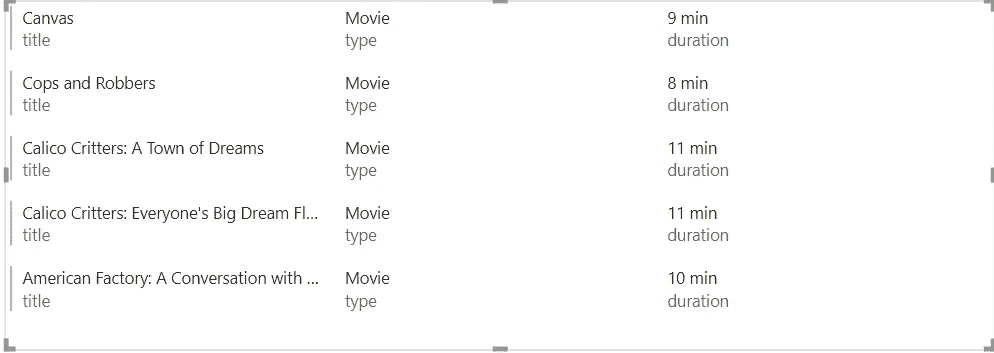 Canvas Movie 9 min
title type duration
Cops and Robbers Movie 8 min
title type duration
Calico Critters: A Town of Dreams Movie 11 min
title type duration
Calico Critters: Everyone's Big Dream Fl... Movie 11 min
title type duration
American Factory: A Conversation with ... Movie 10 min
title type duration